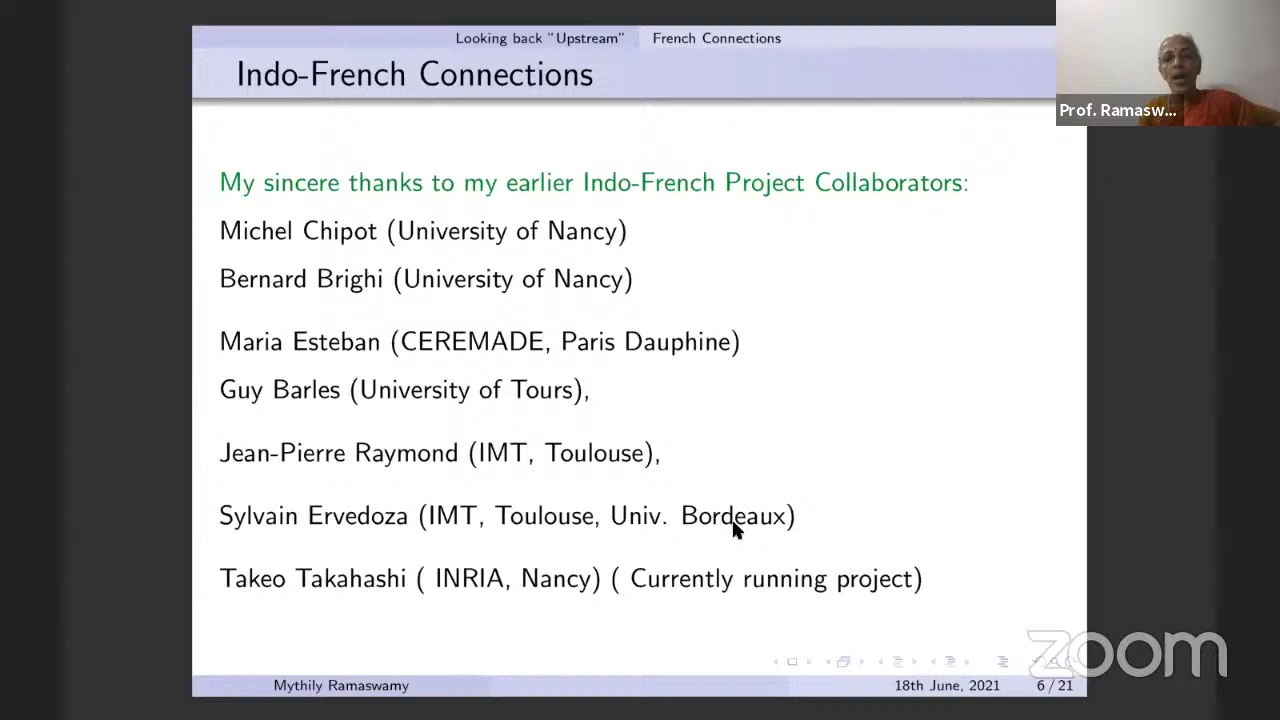 Looking back “Upstream” French Connections
Indo-French Connections
Prof. Ramasw...
My sincere thanks to my earlier Indo-French Project Collaborators:
Michel Chipot (University of Nancy)
Bernard Brighi (University of Nancy)
Maria Esteban (CEREMADE, Paris Dauphine)
Guy Barles (University of Tours),
Jean-Pierre Raymond (IMT, Toulouse),
Sylvain Ervedoza (IMT, Toulouse, Univ. Bordeaux)
Takeo Takahashi ( INRIA, Nancy) ( Currently running project)
zoom
Mythily Ramaswamy 18th June, 2021 6 / 21